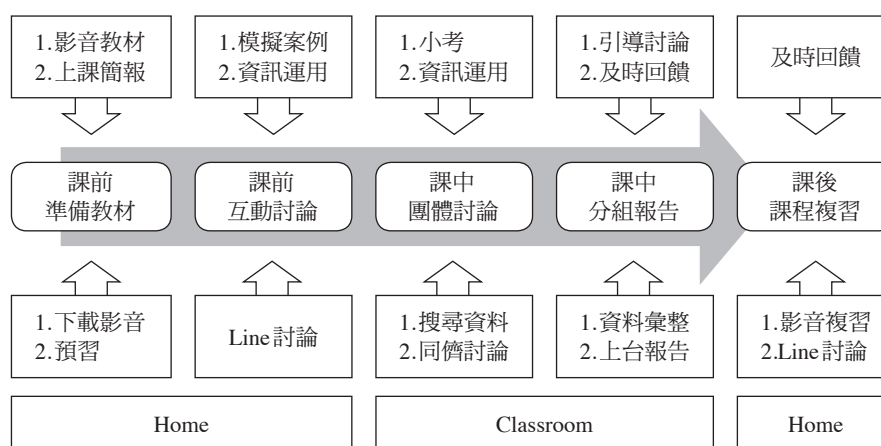 1.影音教材
2.上課簡報
1.模擬案例
2.資訊運用
1.小考
2.資訊運用
1.引導討論
2.及時回饋
及時回饋
課前
準備教材
課前
互動討論
課中
團體討論
課中
分組報告
課後
課程複習
1.下載影音
2.預習
Line討論
1.搜尋資料
2.同儕討論
1.資料彙整
2.上台報告
1.影音複習
2.Line討論
Home
Classroom
Home